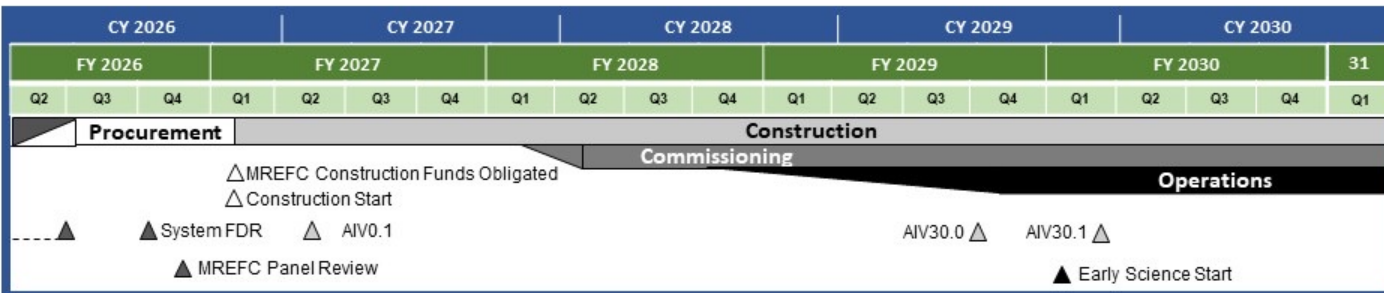 CY 2026 CY 2027 CY 2028 CY 2029 CY 2030
FY 2026 FY 2027 FY 2028 FY 2029 FY 2030 31
Q2 Q3 Q4 Q1 Q2 Q3 Q4 Q1 Q2 Q3 Q4 Q1 Q2 Q3 Q4 Q1 Q2 Q3 Q4 Q1
Procurement Construction
Commissioning
MREFC Construction Funds Obligated
Operations
Construction Start
System FDR AIV0.1 AIV30.0 AIV30.1
MREFC Panel Review Early Science Start